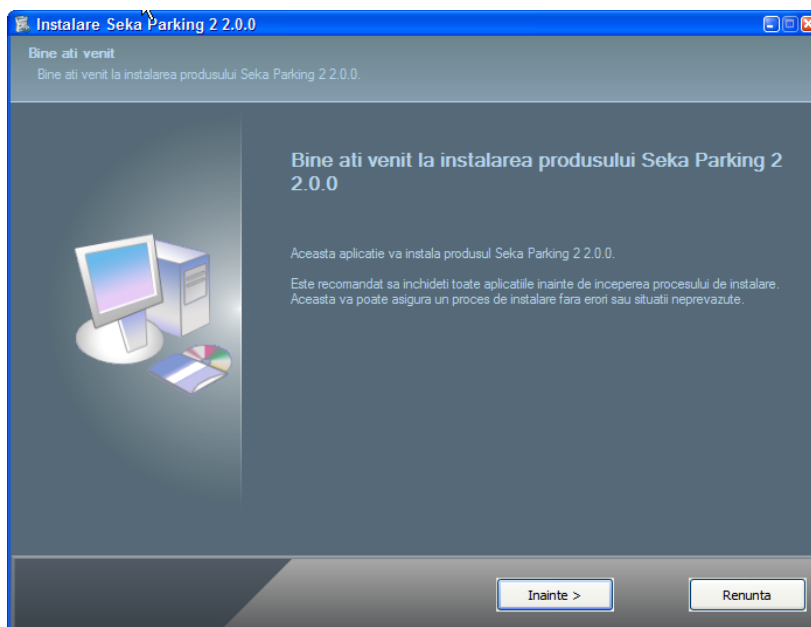 Instalare Seka Parking 2 2.0.0
Bine ati venit
Bine ati venit la instalarea produsului Seka Parking 2 2.0.0.
Bine ati venit la instalarea produsului Seka Parking 2
2.0.0
Aceasta aplicatie va instala produsul Seka Parking 2 2.0.0.
Este recomandat sa inchideti toate aplicatiile inainte de inceperea procesului de instalare.
Aceasta va poate asigura un proces de instalare fara erori sau situatii neprevazute.
Inainte >
Renunta